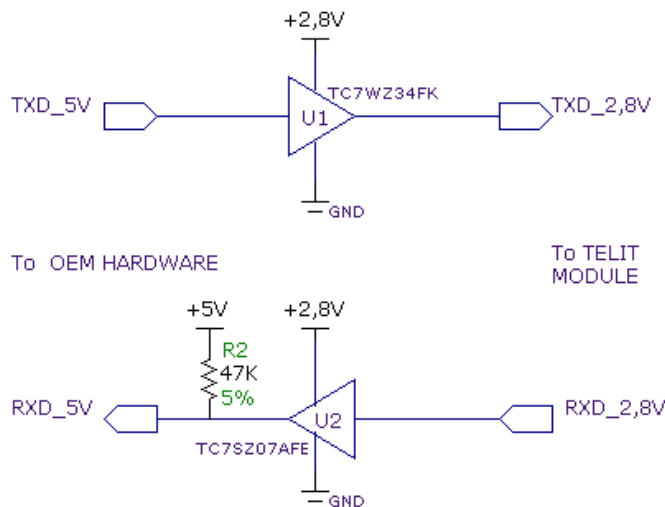 +2,8V
TXD_5V
TC7WZ34FK
TXD_2,8V
U1
GND
To OEM HARDWARE
To TELIT
MODULE
+5V
+2,8V
R2
47K
5%
RXD_5V
U2
RXD_2,8V
TC7SZ07AFE
GND